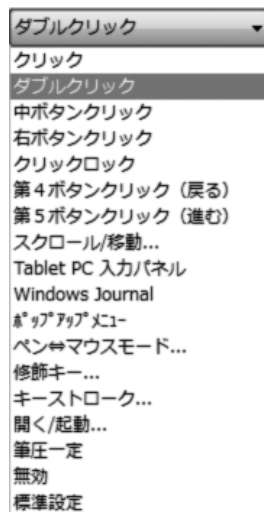 ダブルクリック
クリック
ダブルクリック
中ボタンクリック
右ボタンクリック
クリックロック
第４ボタンクリック（戻る）
第５ボタンクリック（進む）
スクロール/移動...
Tablet PC 入力パネル
Windows Journal
ﾎﾟｯﾌﾟｱｯﾌﾟﾒﾆｭｰ
ペン⇔マウスモード...
修飾キー...
キーストローク...
開く/起動...
筆圧一定
無効
標準設定